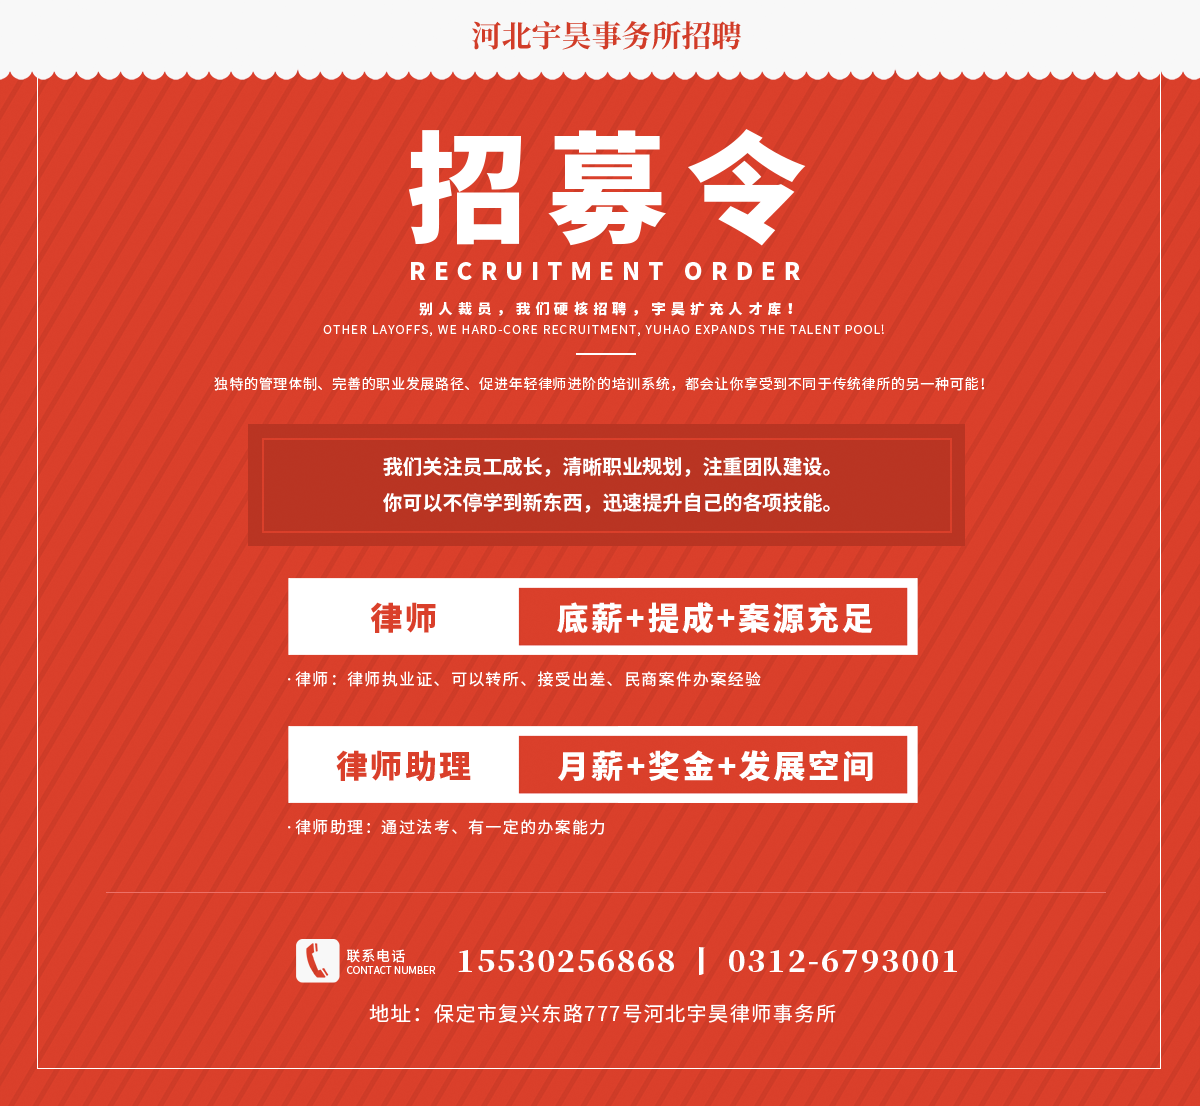 河北宇昊事务所招聘
招募令
RECRUITMENT ORDER
别人裁员，我们硬核招聘，宇昊扩充人才库！
OTHER LAYOFFS, WE HARD-CORE RECRUITMENT, YUHAO EXPANDS THE TALENT POOL!
独特的管理体制、完善的职业发展路径、促进年轻律师进阶的培训系统，都会让你享受到不同于传统律所的另一种可能！
我们关注员工成长，清晰职业规划，注重团队建设。
你可以不停学到新东西，迅速提升自己的各项技能。
律师 底薪+提成+案源充足
·律师：律师执业证、可以转所、接受出差、民商案件办案经验
律师助理 月薪+奖金+发展空间
·律师助理：通过法考、有一定的办案能力
联系电话
CONTACT NUMBER
15530256868 | 0312-6793001
地址：保定市复兴东路777号河北宇昊律师事务所